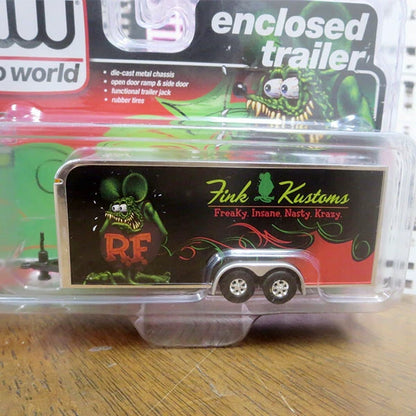 enclosed
trailer
o world
• die-cast metal chassis
• open door ramp & side door
• functional trailer jack
• rubber tires
Fink Kustoms
Freaky. Insane. Nasty. Krazy.
RF